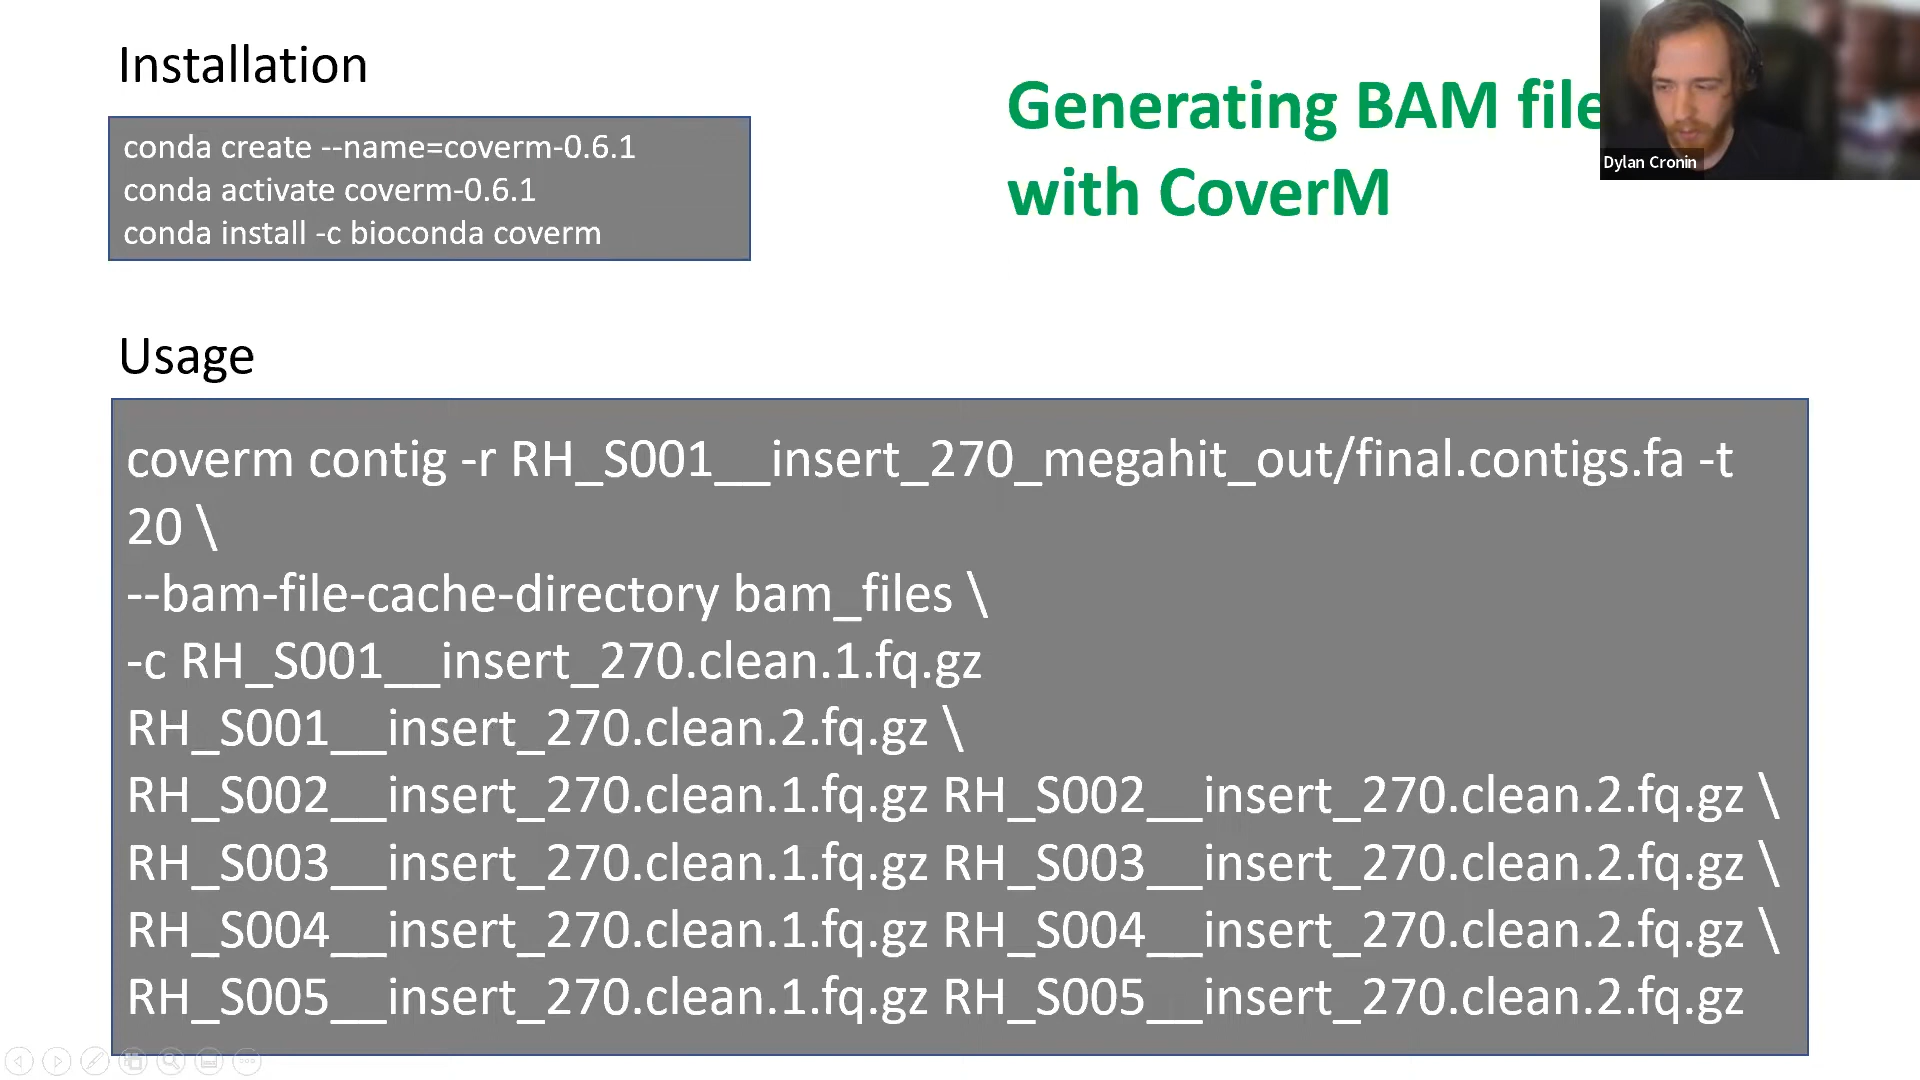 Installation
conda create --name=coverm-0.6.1
conda activate coverm-0.6.1
conda install -c bioconda coverm
Generating BAM file
with CoverM
Dylan Cronin
Usage
coverm contig -r RH_S001__insert_270_megahit_out/final.contigs.fa -t
20 \
--bam-file-cache-directory bam_files \
-c RH_S001__insert_270.clean.1.fq.gz
RH_S001__insert_270.clean.2.fq.gz \
RH_S002__insert_270.clean.1.fq.gz RH_S002__insert_270.clean.2.fq.gz \
RH_S003__insert_270.clean.1.fq.gz RH_S003__insert_270.clean.2.fq.gz \
RH_S004__insert_270.clean.1.fq.gz RH_S004__insert_270.clean.2.fq.gz \
RH_S005__insert_270.clean.1.fq.gz RH_S005__insert_270.clean.2.fq.gz